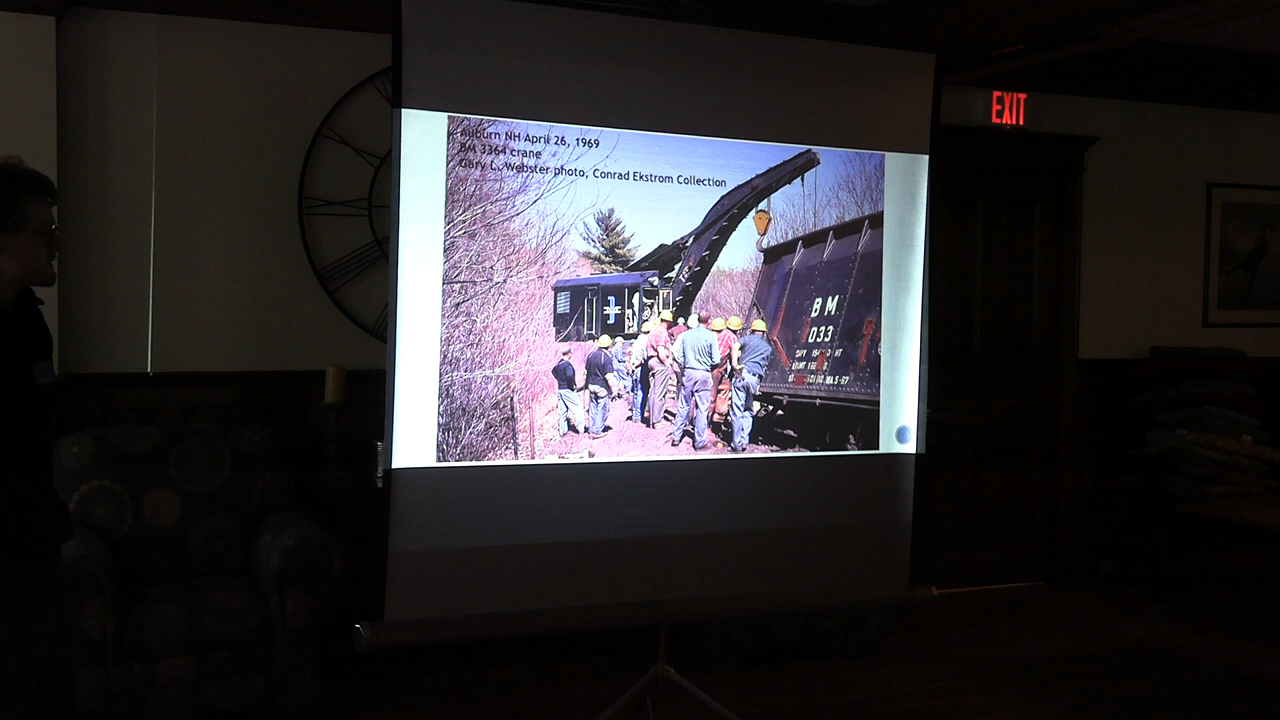 Auburn NH April 26, 1969
BM 3364 crane
Gary L. Webster photo, Conrad Ekstrom Collection
EXIT
BM
033